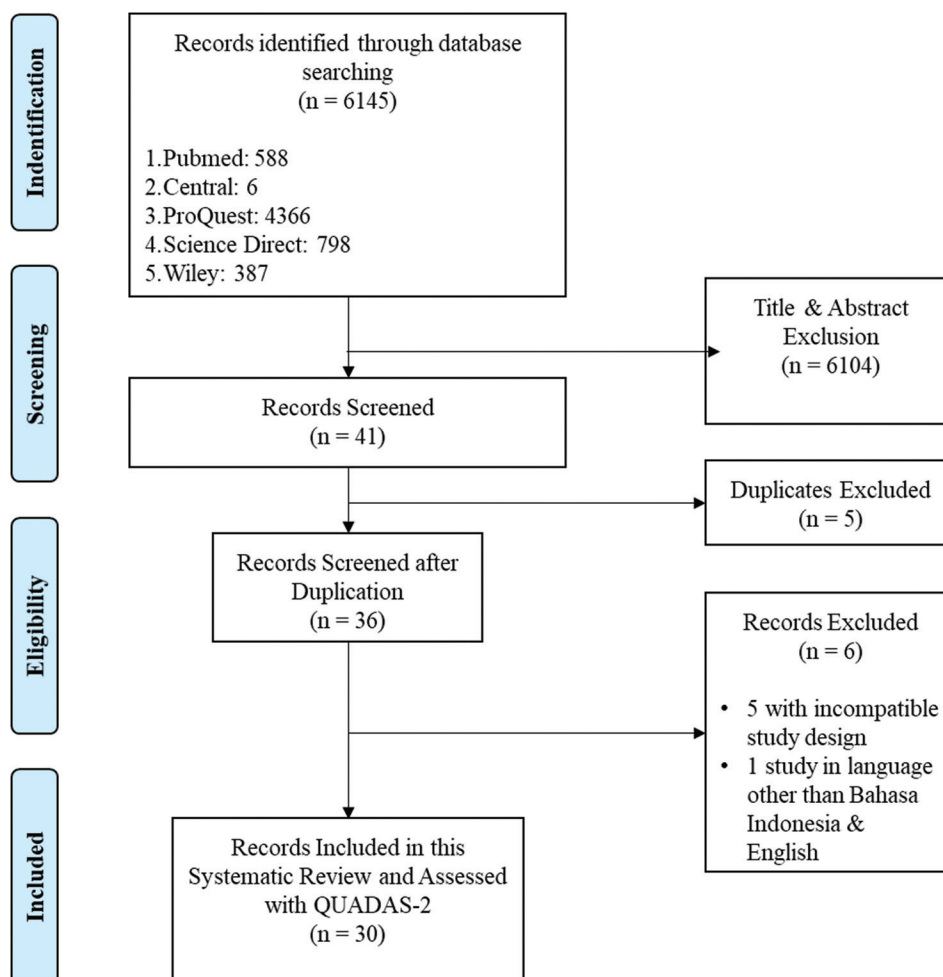 Indentification
Records identified through database
searching
(n = 6145)
1.Pubmed: 588
2.Central: 6
3.ProQuest: 4366
4.Science Direct: 798
5.Wiley: 387
Screening
Title & Abstract
Exclusion
(n = 6104)
Records Screened
(n = 41)
Duplicates Excluded
(n = 5)
Eligibility
Records Screened after
Duplication
(n = 36)
Records Excluded
(n = 6)
• 5 with incompatible
study design
• 1 study in language
other than Bahasa
Indonesia &
English
Included
Records Included in this
Systematic Review and Assessed
with QUADAS-2
(n = 30)